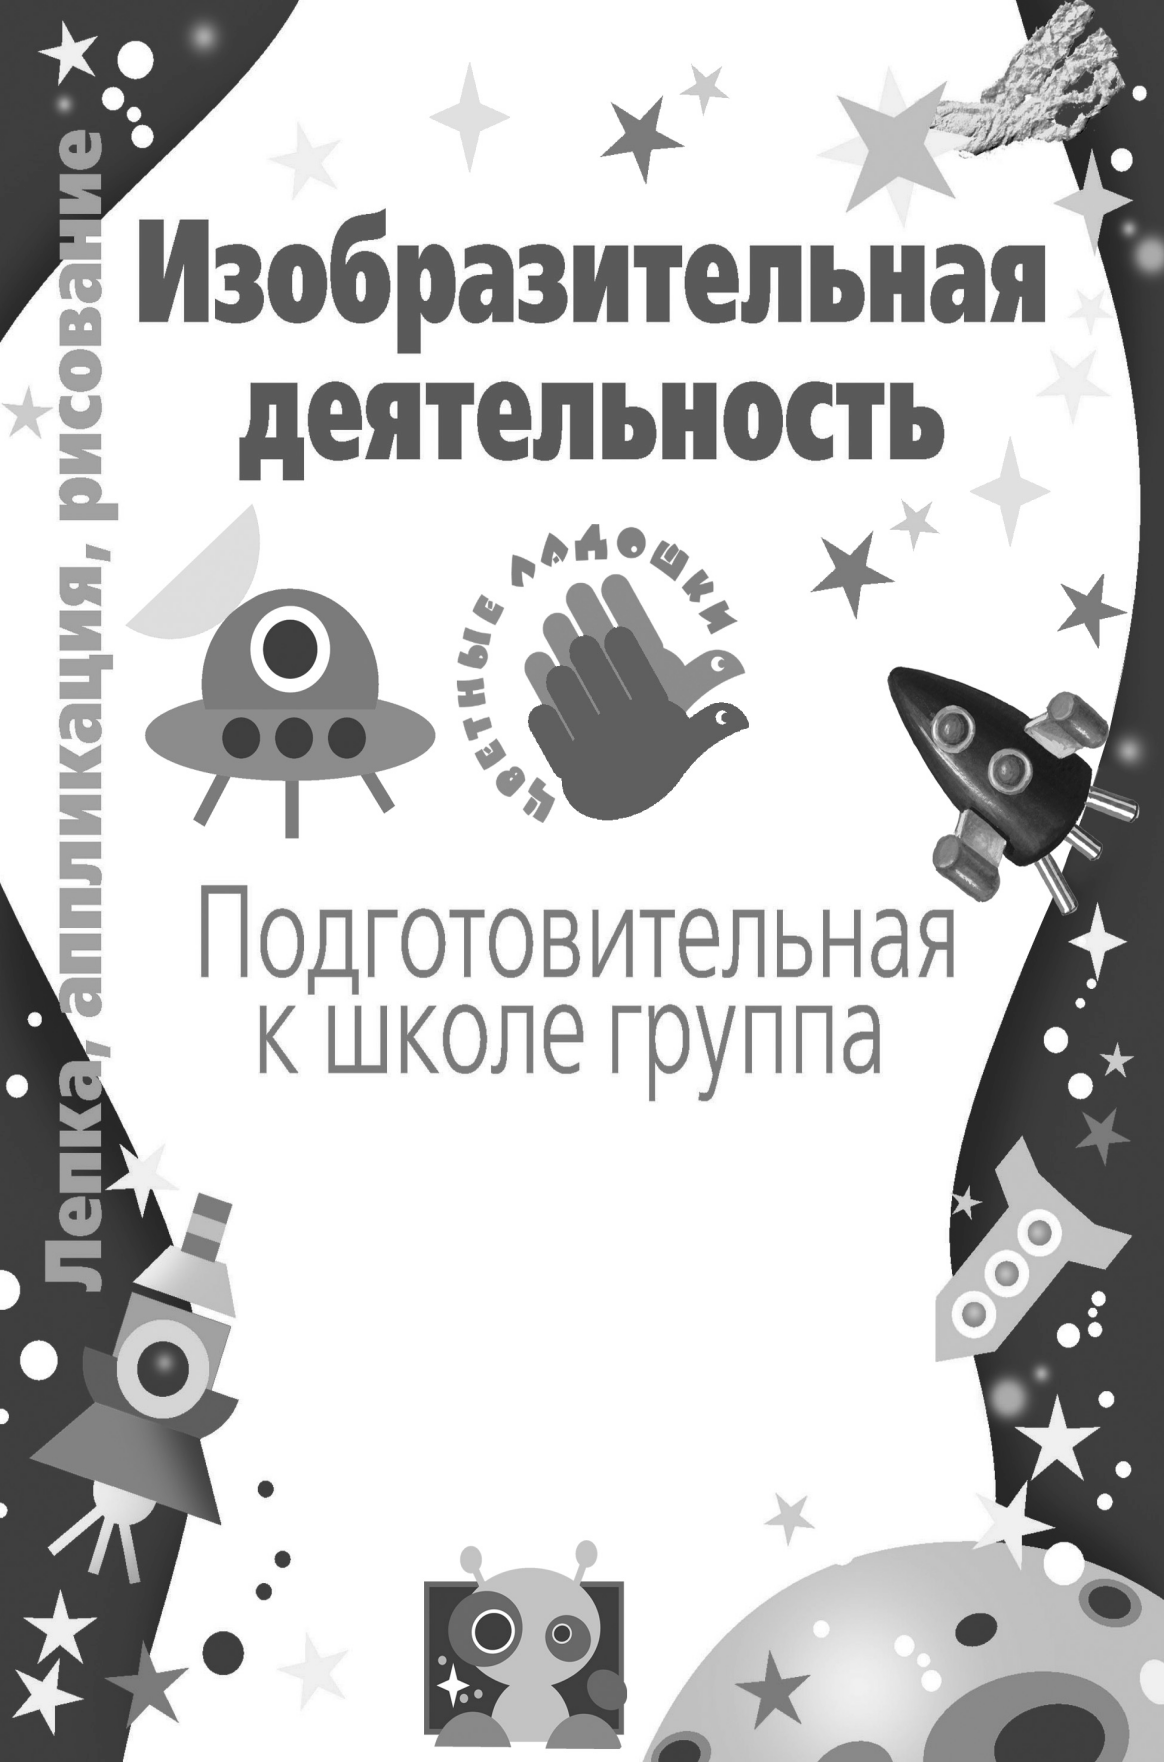 Лепка, аппликация, рисование
Изобразительная
деятельность
ЦВЕТНЫЕ ЛАДОШКИ
Подготовительная
к школе группа